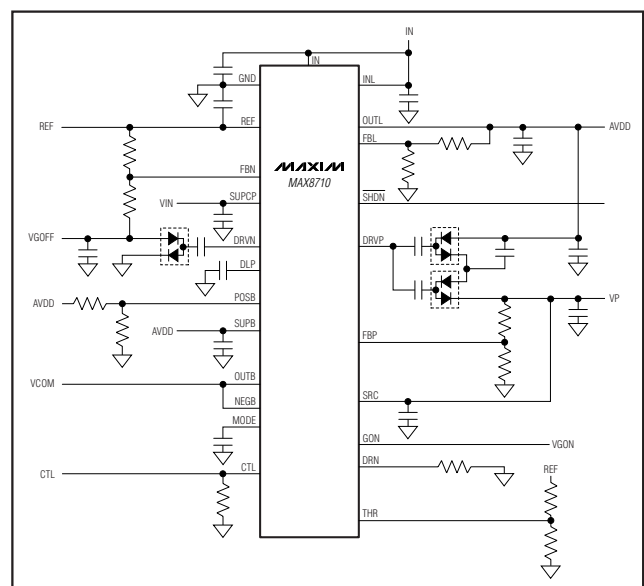 IN
IN
GND
INL
REF
REF
OUTL
AVDD
FBL
MAXIM
MAX8710
FBN
VIN
SUPCP
SHDN
VGOFF
DRVN
DRVP
DLP
AVDD
POSB
VP
AVDD
SUPB
FBP
VCOM
OUTB
NEGB
SRC
MODE
GON
VGON
CTL
CTL
DRN
REF
THR